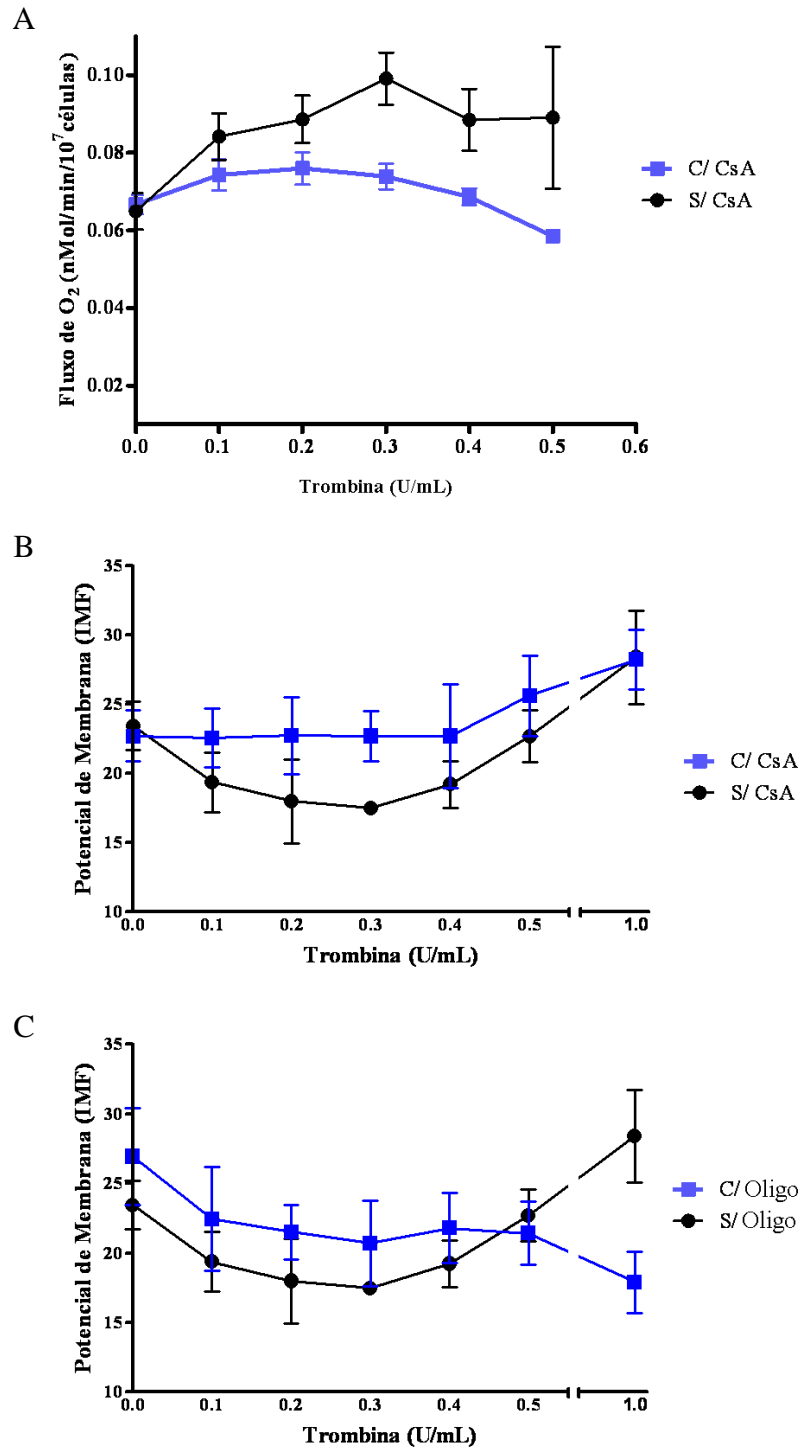 A
Fluxo de O2 (nMol/min/10^7 células)
0.10
0.08
0.06
0.04
0.02
0.0 0.1 0.2 0.3 0.4 0.5 0.6
Trombina (U/mL)
C/ CsA
S/ CsA
B
Potencial de Membrana (IMF)
35
30
25
20
15
10
0.0 0.1 0.2 0.3 0.4 0.5 1.0
Trombina (U/mL)
C/ CsA
S/ CsA
C
Potencial de Membrana (IMF)
35
30
25
20
15
10
0.0 0.1 0.2 0.3 0.4 0.5 1.0
Trombina (U/mL)
C/ Oligo
S/ Oligo